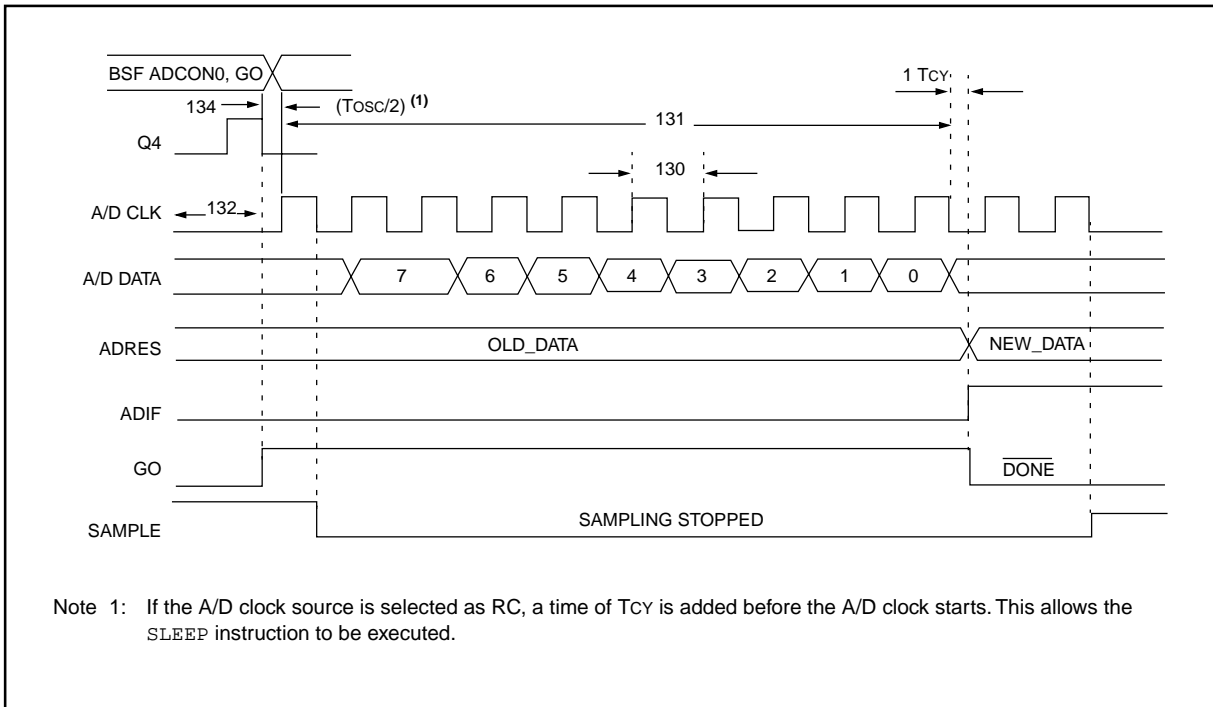 BSF ADCON0, GO
1 TCY
134
(TOSC/2) (1)
131
Q4
130
A/D CLK
132
A/D DATA
7 6 5 4 3 2 1 0
ADRES
OLD_DATA
NEW_DATA
ADIF
GO
DONE
SAMPLE
SAMPLING STOPPED
Note 1: If the A/D clock source is selected as RC, a time of TCY is added before the A/D clock starts. This allows the
SLEEP instruction to be executed.